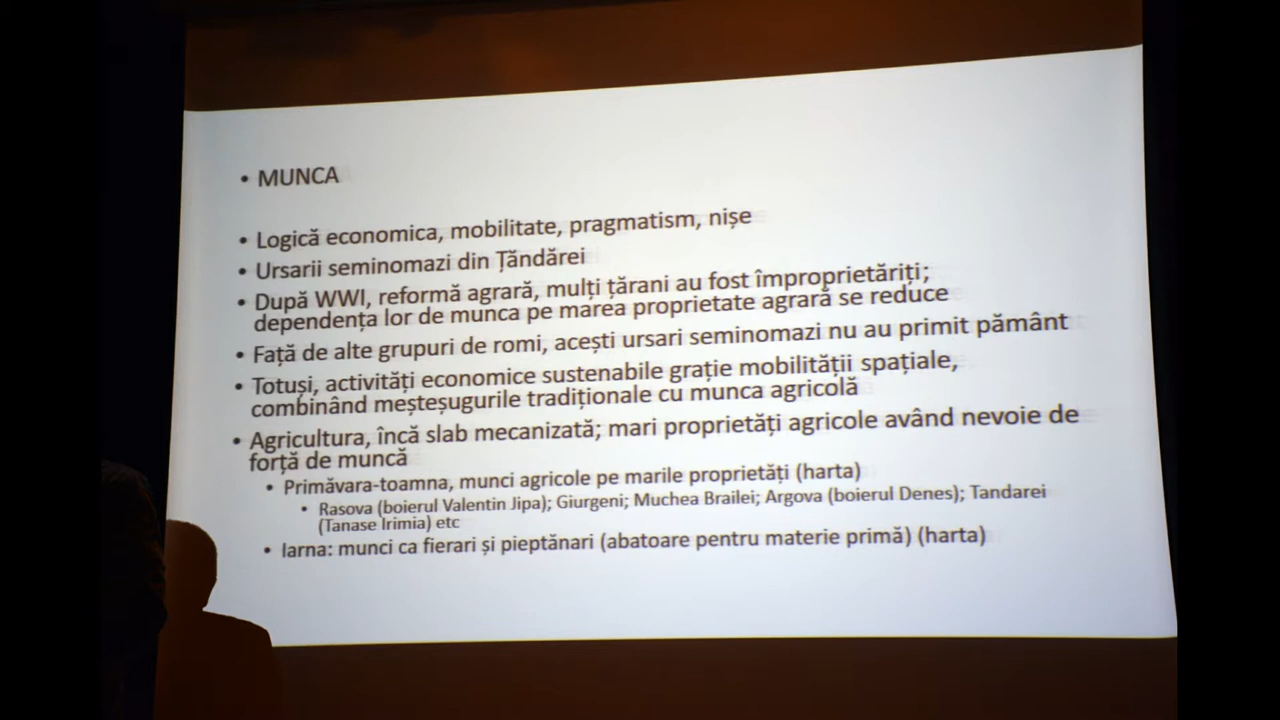 • MUNCA
• Logică economica, mobilitate, pragmatism, nișe
• Ursarii seminomazi din Țăndărei
• După WWI, reformă agrară, mulți țărani au fost împroprietăriți;
dependența lor de munca pe marea proprietate agrară se reduce
• Față de alte grupuri de romi, acești ursari seminomazi nu au primit pământ
• Totuși, activități economice sustenabile grație mobilității spațiale,
combinând meșteșugurile tradiționale cu munca agricolă
• Agricultura, încă slab mecanizată; mari proprietăți agricole având nevoie de
forță de muncă
• Primăvara-toamna, munci agricole pe marile proprietăți (harta)
• Rasova (boierul Valentin Jipa); Giurgeni; Muchea Brailei; Argova (boierul Denes); Tandarei
(Tanase Irimia) etc
• Iarna: munci ca fierari și pieptănari (abatoare pentru materie primă) (harta)